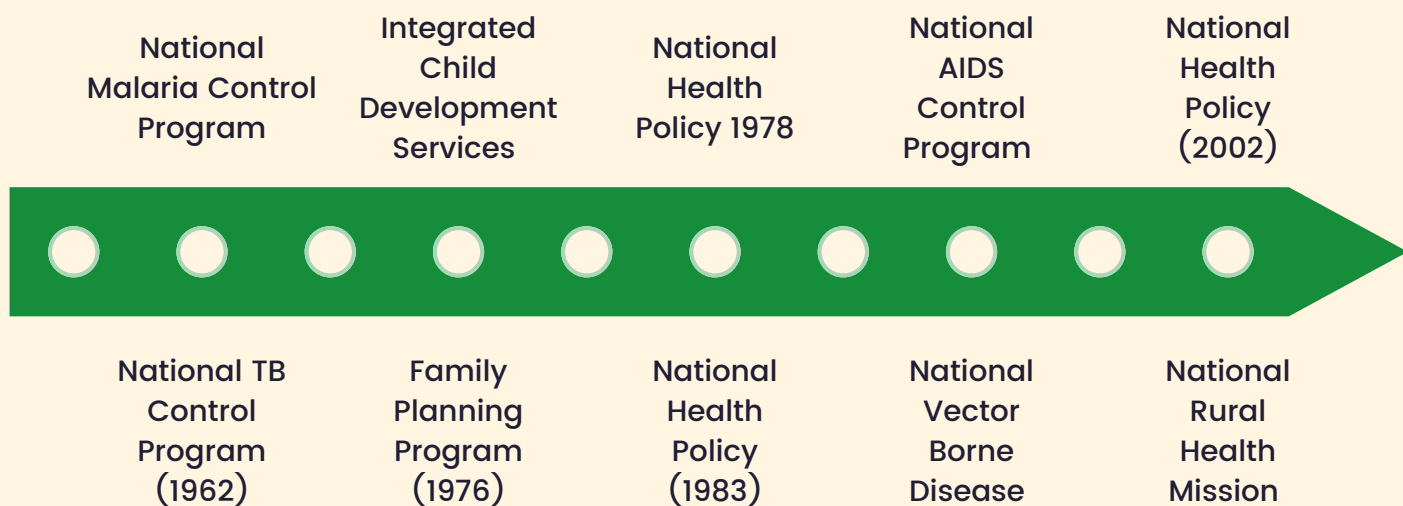 National
Malaria Control
Program
Integrated
Child
Development
Services
National
Health
Policy 1978
National
AIDS
Control
Program
National
Health
Policy
(2002)
National TB
Control
Program
(1962)
Family
Planning
Program
(1976)
National
Health
Policy
(1983)
National
Vector
Borne
Disease
National
Rural
Health
Mission